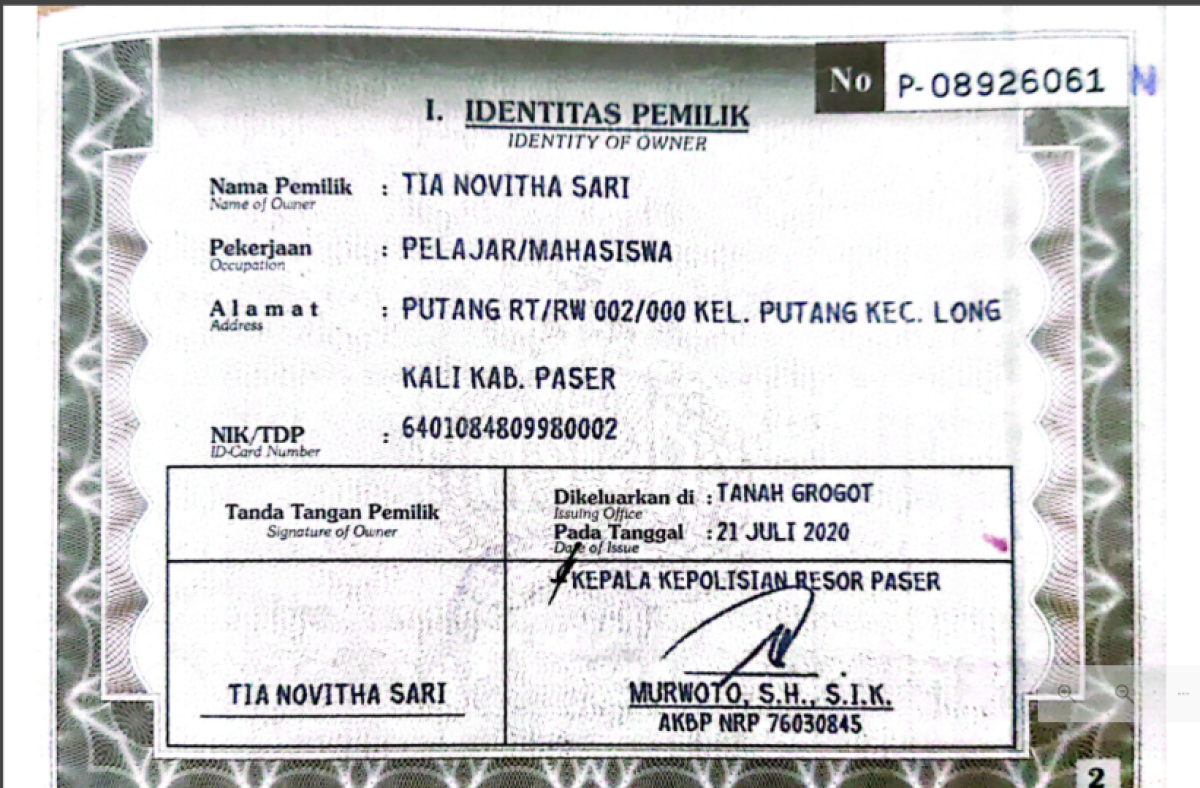 No P-08926061 N
I. IDENTITAS PEMILIK
IDENTITY OF OWNER
Nama Pemilik : TIA NOVITHA SARI
Name of Owner
Pekerjaan : PELAJAR/MAHASISWA
Occupation
Alamat : PUTANG RT/RW 002/000 KEL. PUTANG KEC. LONG
Address
KALI KAB. PASER
NIK/TDP : 6401084809980002
ID-Card Number
Tanda Tangan Pemilik
Signature of Owner
Dikeluarkan di : TANAH GROGOT
Issuing Office
Pada Tanggal : 21 JULI 2020
Date of Issue
KEPALA KEPOLISIAN RESOR PASER
TIA NOVITHA SARI
MURWOTO, S.H., S.I.K.
AKBP NRP 76030845
2